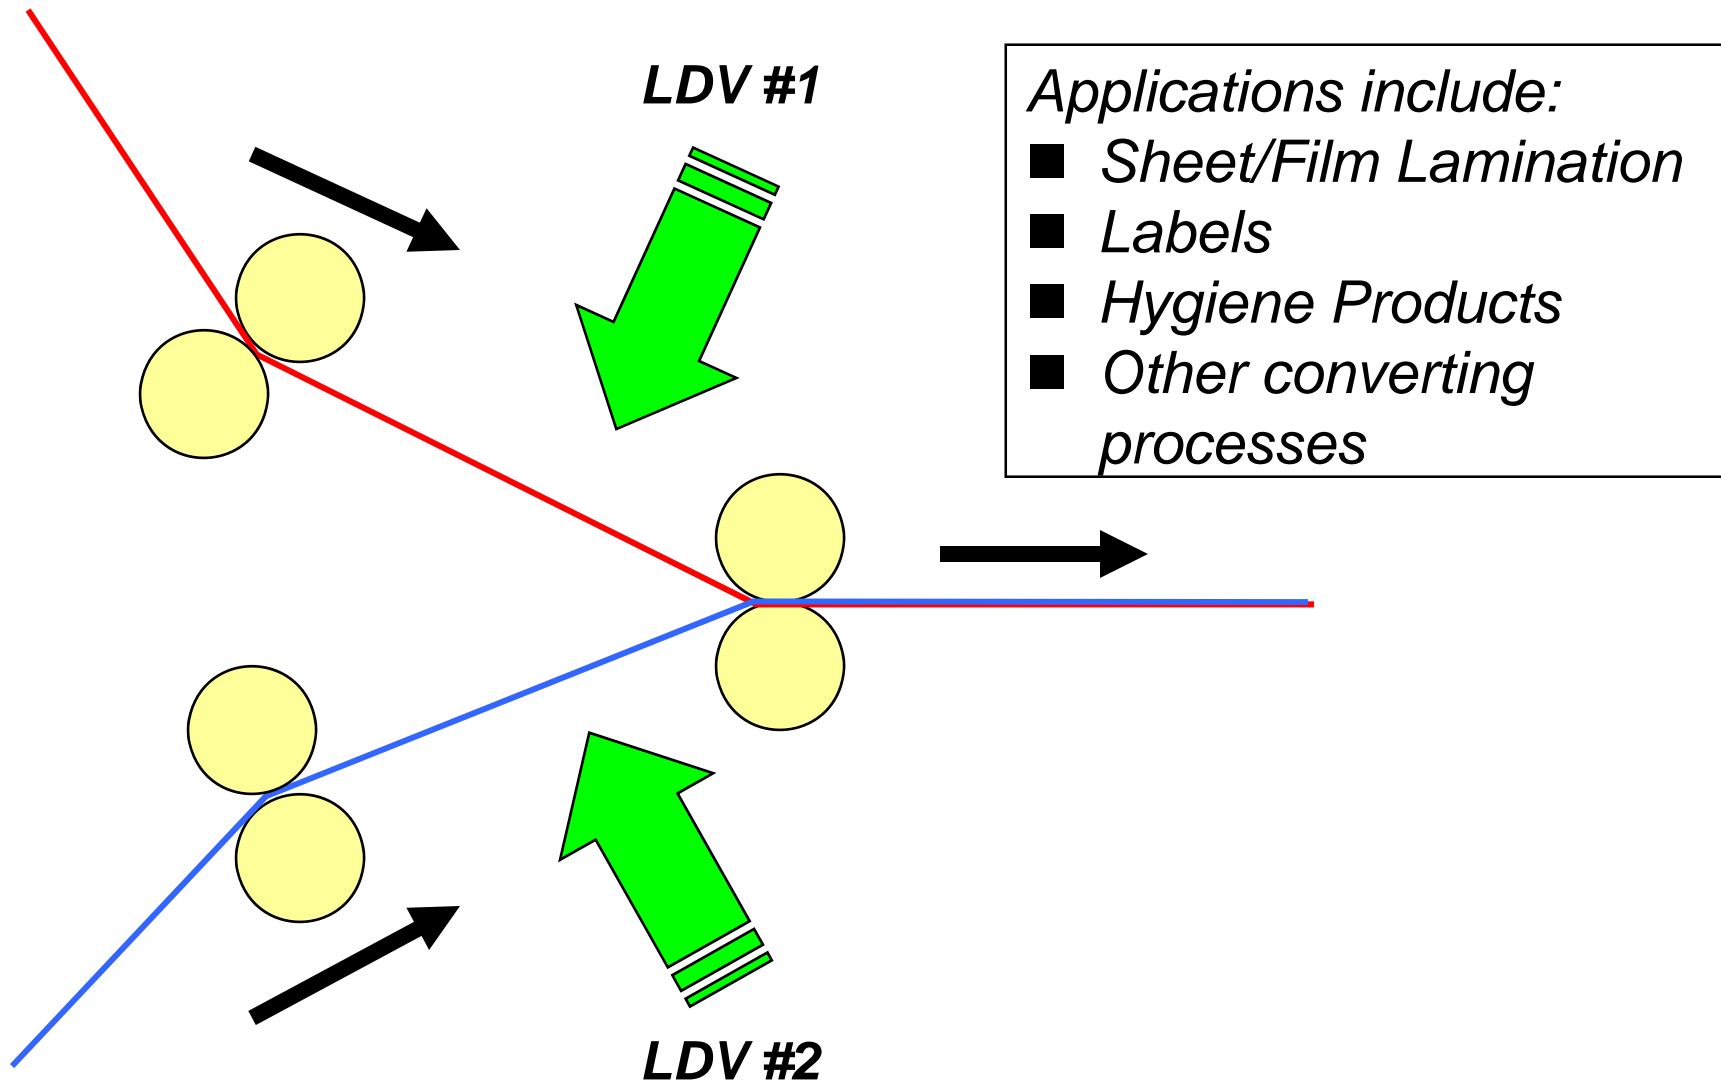 LDV #1
Applications include:
■ Sheet/Film Lamination
■ Labels
■ Hygiene Products
■ Other converting
processes
LDV #2